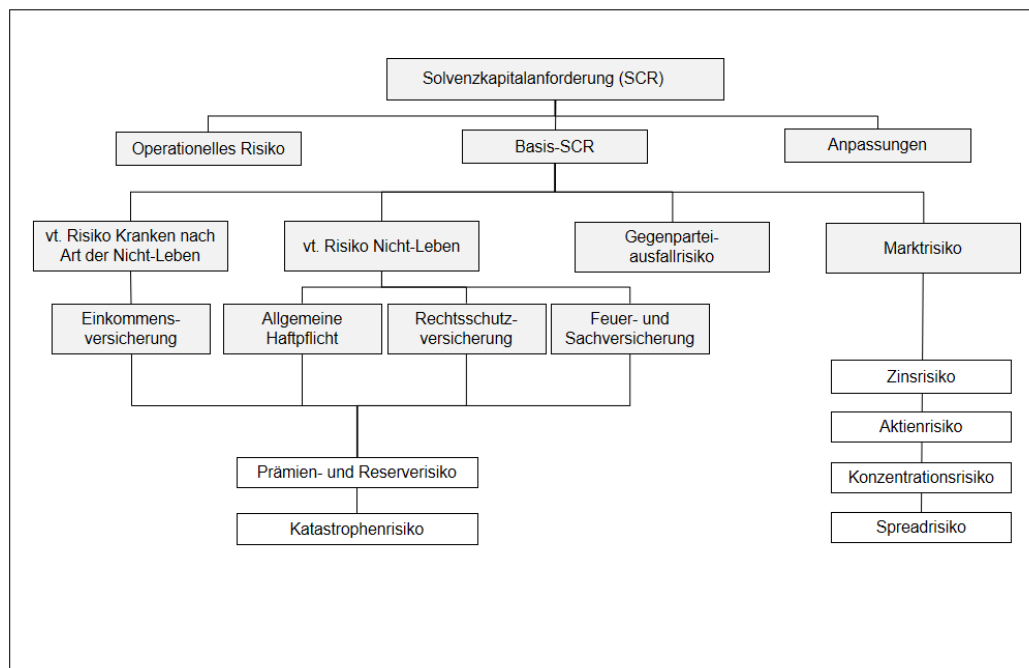 Solvenzkapitalanforderung (SCR)
Operationelles Risiko
Basis-SCR
Anpassungen
vt. Risiko Kranken nach
Art der Nicht-Leben
vt. Risiko Nicht-Leben
Gegenpartei-
ausfallrisiko
Marktrisiko
Einkommens-
versicherung
Allgemeine
Haftpflicht
Rechtsschutz-
versicherung
Feuer- und
Sachversicherung
Zinsrisiko
Aktienrisiko
Prämien- und Reserverisiko
Konzentrationsrisiko
Katastrophenrisiko
Spreadrisiko